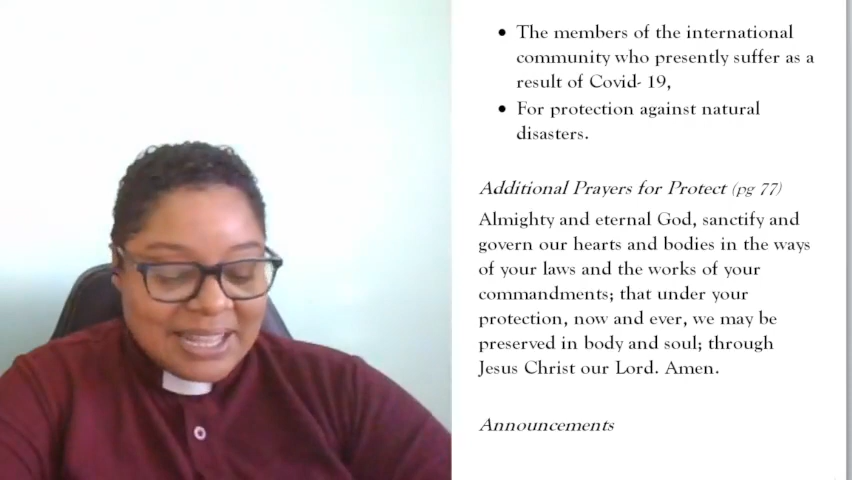 • The members of the international
community who presently suffer as a
result of Covid- 19,
• For protection against natural
disasters.
Additional Prayers for Protect (pg 77)
Almighty and eternal God, sanctify and
govern our hearts and bodies in the ways
of your laws and the works of your
commandments; that under your
protection, now and ever, we may be
preserved in body and soul; through
Jesus Christ our Lord. Amen.
Announcements